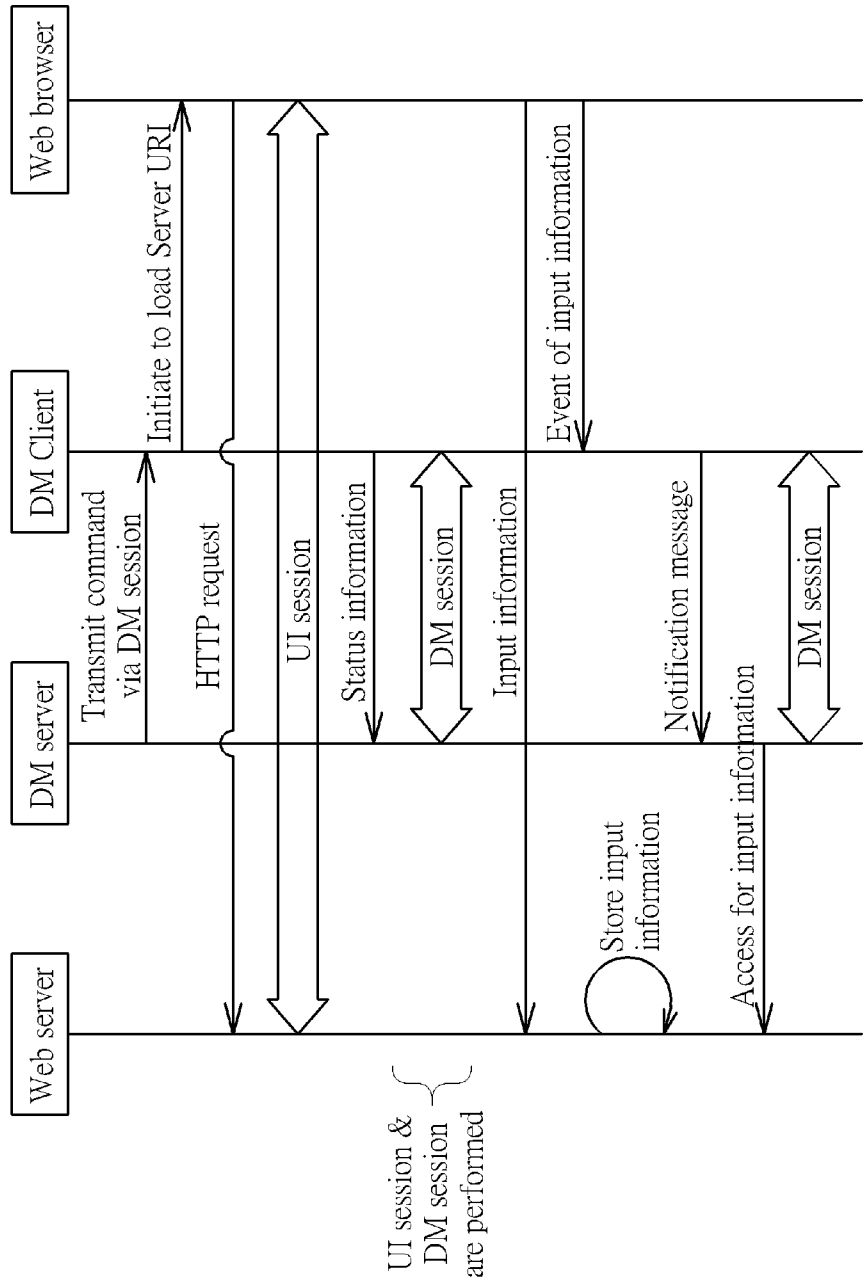 Web server
DM server
DM Client
Web browser
Transmit command
via DM session
Initiate to load Server URI
HTTP request
UI session
Status information
UI session &
DM session
are performed
DM session
Input information
Event of input information
Store input
information
Notification message
Access for input information
DM session